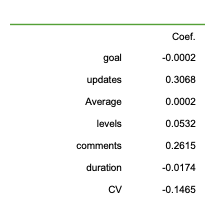 Coef.
goal -0.0002
updates 0.3068
Average 0.0002
levels 0.0532
comments 0.2615
duration -0.0174
CV -0.1465